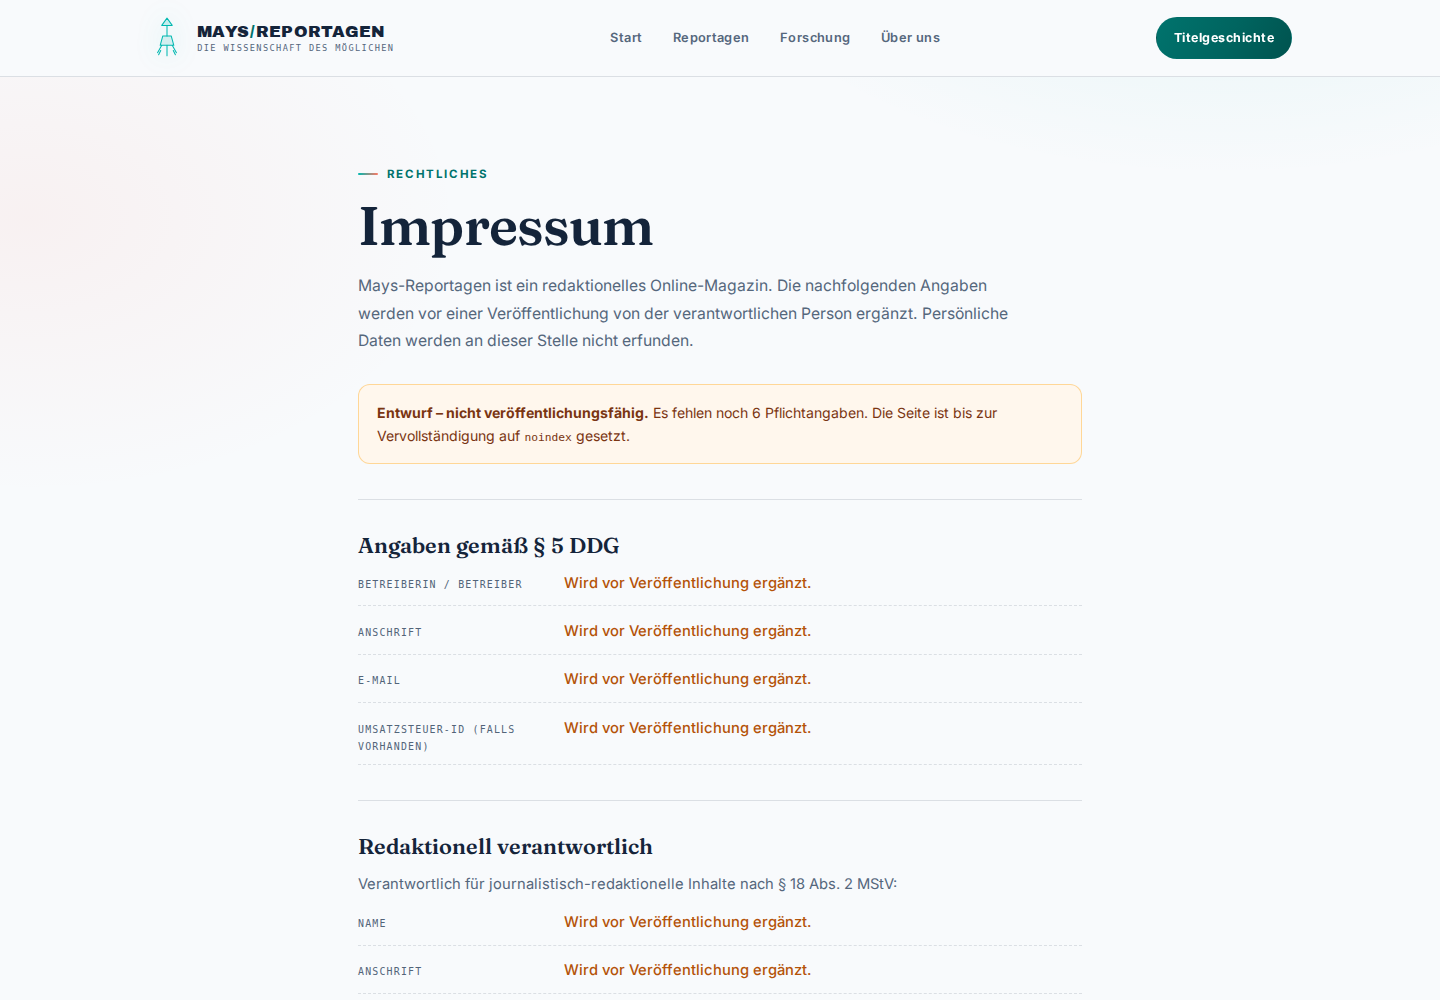 MAYS/REPORTAGEN
DIE WISSENSCHAFT DES MÖGLICHEN
Start
Reportagen
Forschung
Über uns
Titelgeschichte
RECHTLICHES
Impressum
Mays-Reportagen ist ein redaktionelles Online-Magazin. Die nachfolgenden Angaben
werden vor einer Veröffentlichung von der verantwortlichen Person ergänzt. Persönliche
Daten werden an dieser Stelle nicht erfunden.
Entwurf – nicht veröffentlichungsfähig. Es fehlen noch 6 Pflichtangaben. Die Seite ist bis zur
Vervollständigung auf noindex gesetzt.
Angaben gemäß § 5 DDG
BETREIBERIN / BETREIBER
Wird vor Veröffentlichung ergänzt.
ANSCHRIFT
Wird vor Veröffentlichung ergänzt.
E-MAIL
Wird vor Veröffentlichung ergänzt.
UMSATZSTEUER-ID (FALLS
VORHANDEN)
Wird vor Veröffentlichung ergänzt.
Redaktionell verantwortlich
Verantwortlich für journalistisch-redaktionelle Inhalte nach § 18 Abs. 2 MStV:
NAME
Wird vor Veröffentlichung ergänzt.
ANSCHRIFT
Wird vor Veröffentlichung ergänzt.